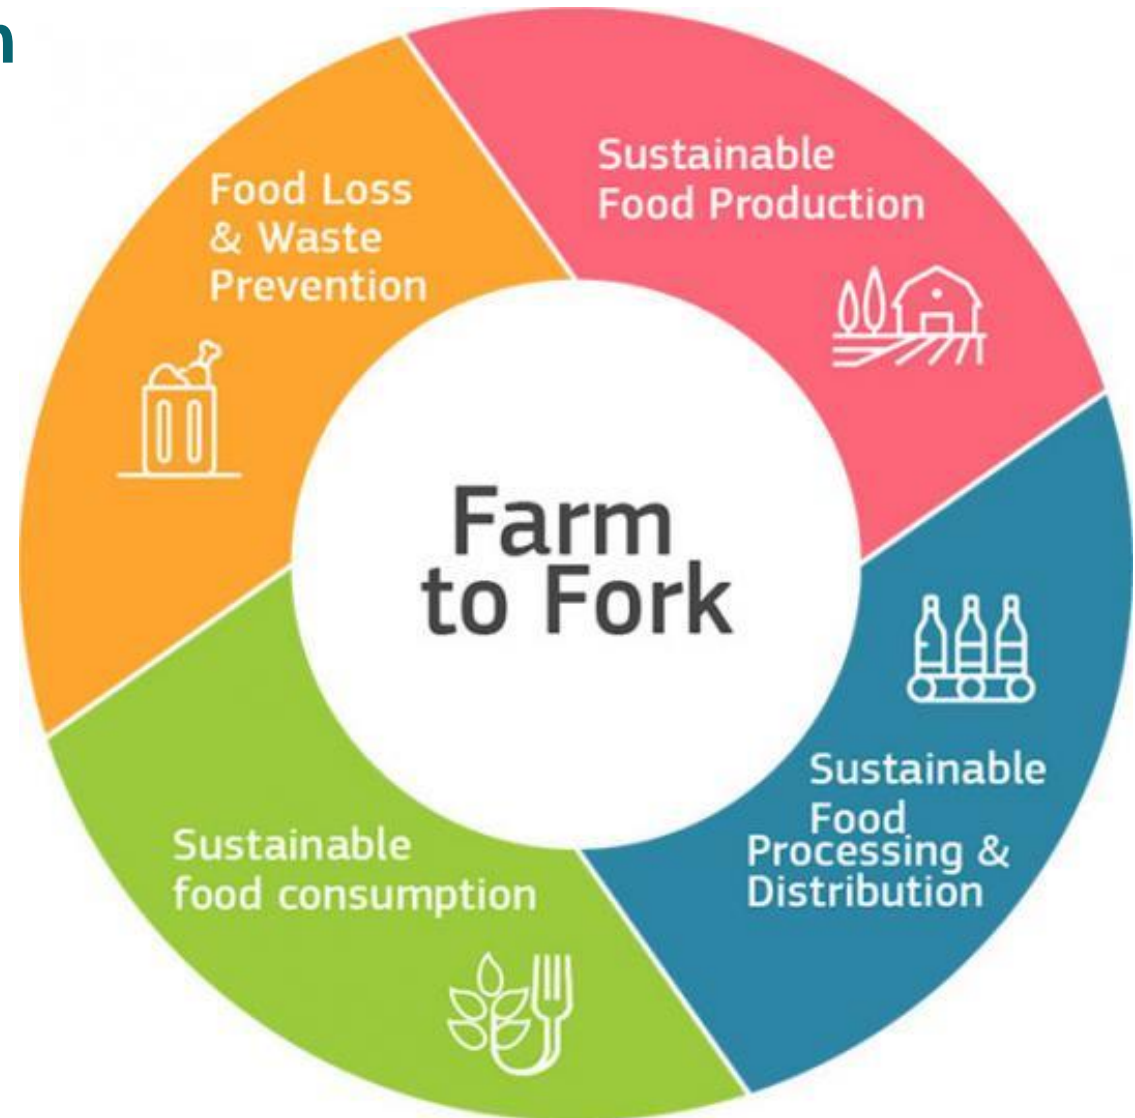 n
Sustainable
Food Production
Food Loss
& Waste
Prevention
Farm
to Fork
Sustainable
Food
Processing &
Distribution
Sustainable
food consumption